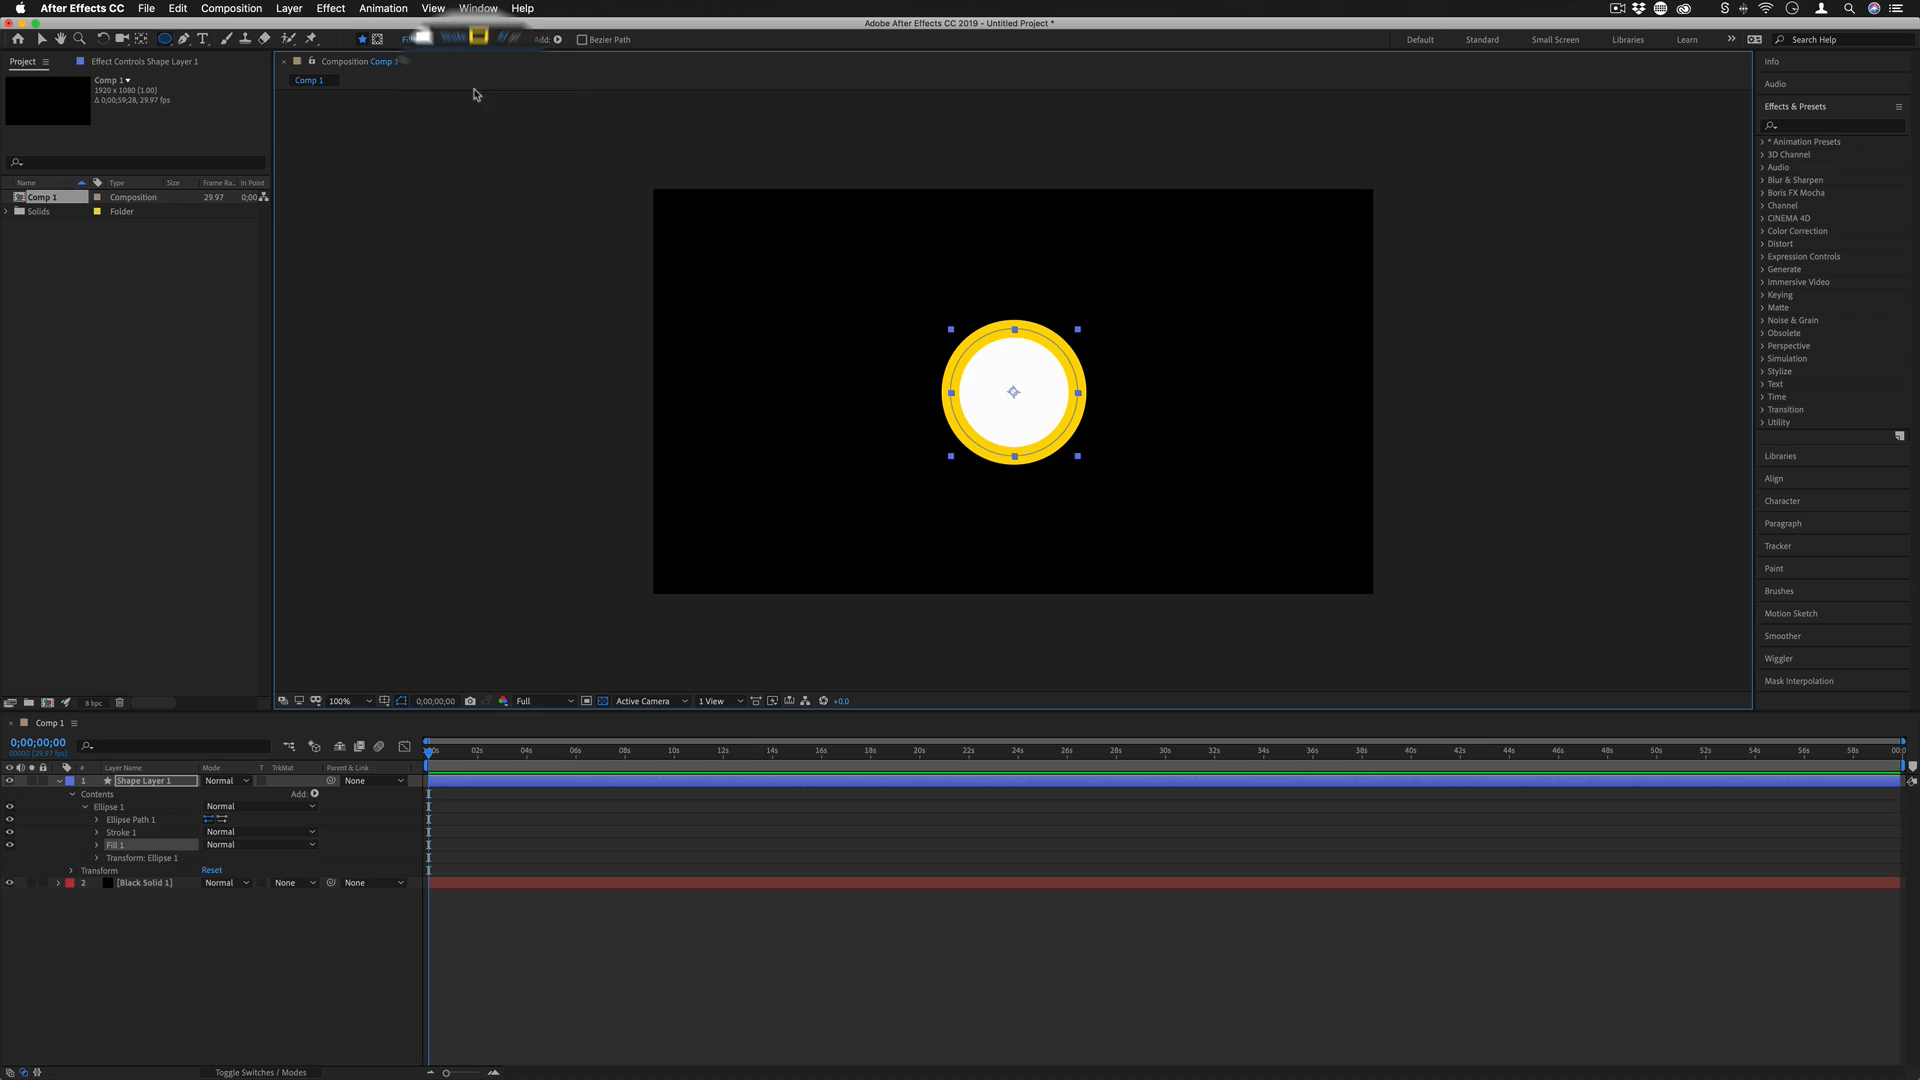 After Effects CC File Edit Composition Layer Effect Animation View Window Help
Adobe After Effects CC 2019 - Untitled Project *
Add: Bezier Path Default Standard Small Screen Libraries Learn Search Help
Project Effect Controls Shape Layer 1
Composition Comp 1
Comp 1
Comp 1
1920 x 1080 (1.00)
Δ 0;00;59;28, 29.97 fps
Name Type Size Frame Ra.. In Point
Comp 1 Composition 29.97 0;00
Solids Folder
Info
Audio
Effects & Presets
* Animation Presets
3D Channel
Audio
Blur & Sharpen
Boris FX Mocha
Channel
CINEMA 4D
Color Correction
Distort
Expression Controls
Generate
Immersive Video
Keying
Matte
Noise & Grain
Obsolete
Perspective
Simulation
Stylize
Text
Time
Transition
Utility
Libraries
Align
Character
Paragraph
Tracker
Paint
Brushes
Motion Sketch
Smoother
Wiggler
Mask Interpolation
8 bpc
100% 0;00;00;00 Full Active Camera 1 View +0.0
Comp 1
0;00;00;00
00000 (29.97 fps)
02s 04s 06s 08s 10s 12s 14s 16s 18s 20s 22s 24s 26s 28s 30s 32s 34s 36s 38s 40s 42s 44s 46s 48s 50s 52s 54s 56s 58s
# Layer Name Mode T TrkMat Parent & Link
1 Shape Layer 1 Normal None
Contents Add:
Ellipse 1 Normal
Ellipse Path 1
Stroke 1 Normal
Fill 1 Normal
Transform: Ellipse 1
Transform Reset
2 [Black Solid 1] Normal None None
Toggle Switches / Modes